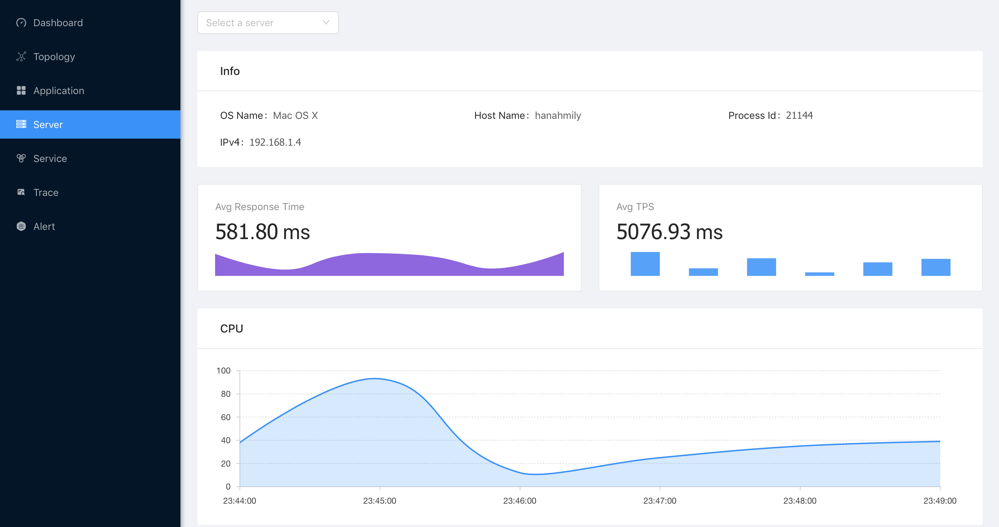 Dashboard
Topology
Application
Server
Service
Trace
Alert
Select a server
Info
OS Name: Mac OS X
Host Name: hanahmily
Process Id: 21144
IPv4: 192.168.1.4
Avg Response Time
581.80 ms
Avg TPS
5076.93 ms
CPU
100
80
60
40
20
0
23:44:00 23:45:00 23:46:00 23:47:00 23:48:00 23:49:00